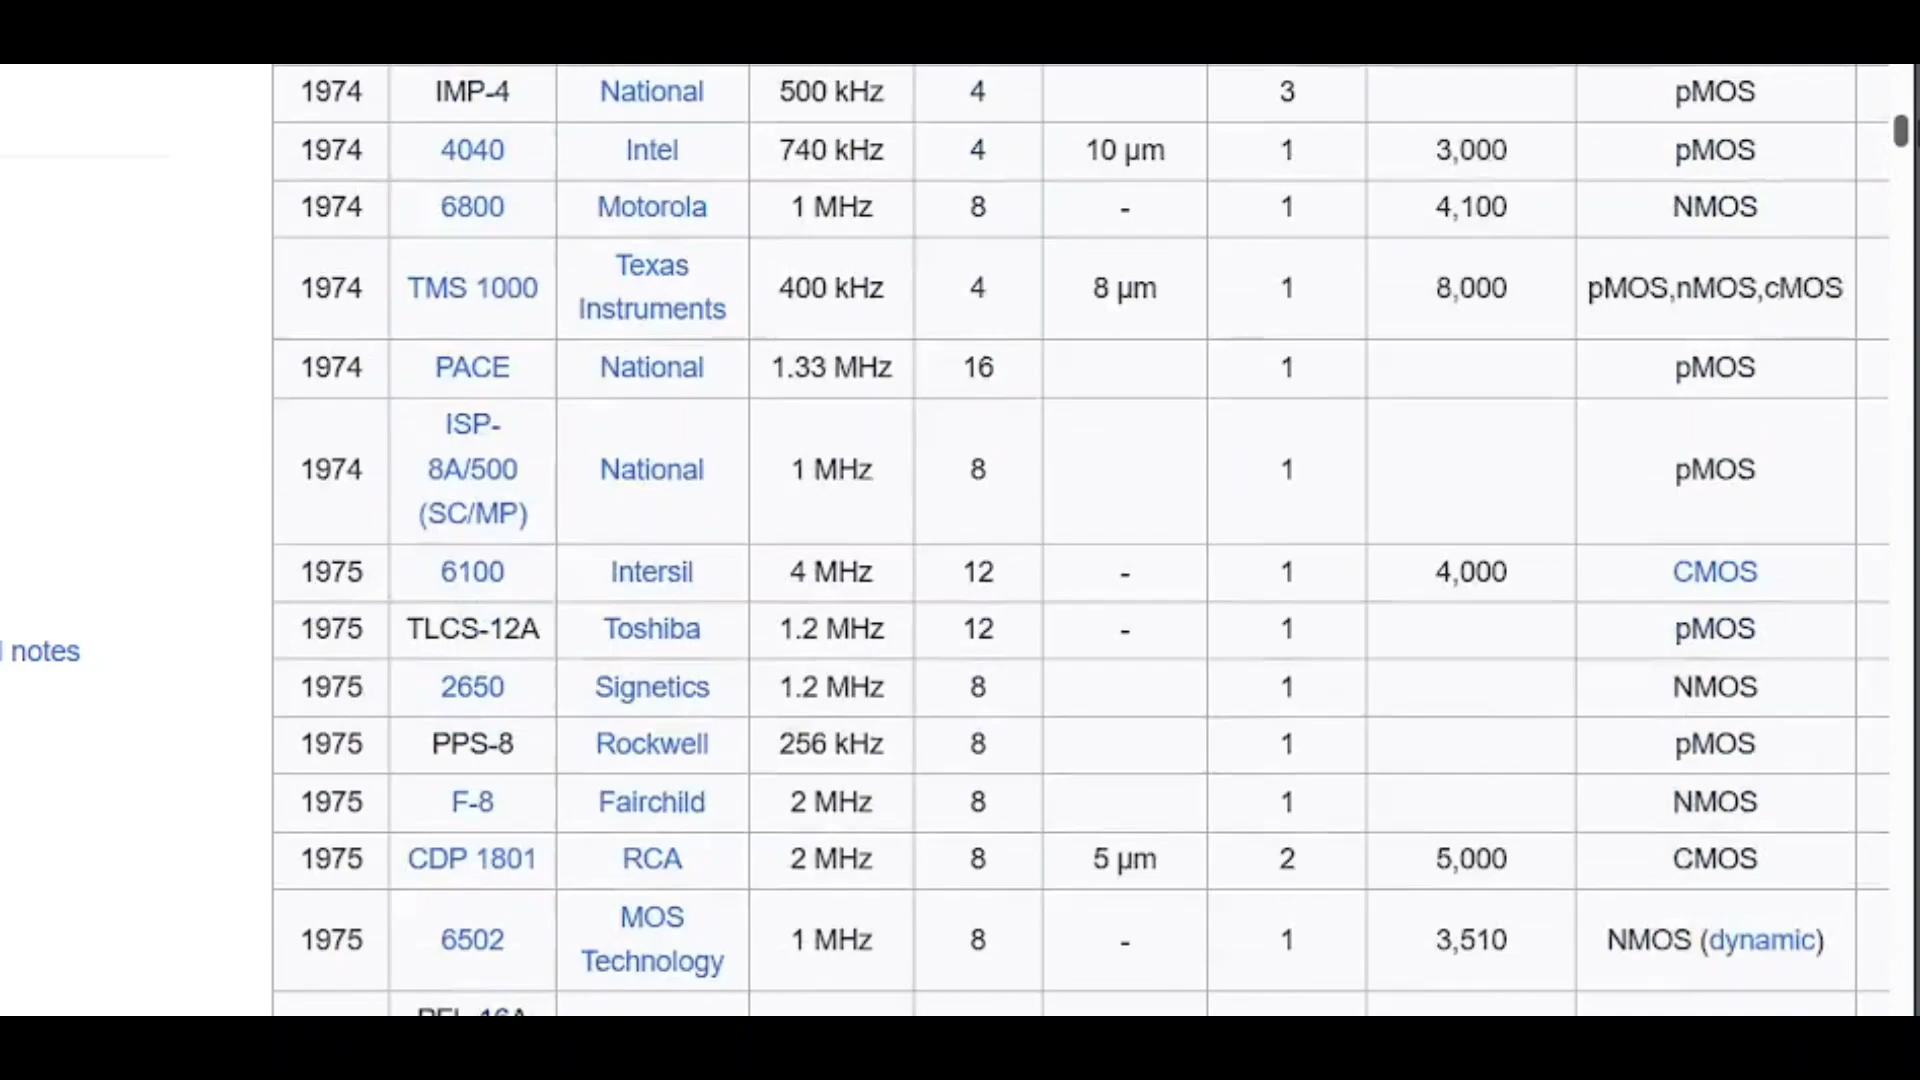 1974 IMP-4 National 500 kHz 4 3 pMOS
1974 4040 Intel 740 kHz 4 10 μm 1 3,000 pMOS
1974 6800 Motorola 1 MHz 8 - 1 4,100 NMOS
1974 TMS 1000 Texas Instruments 400 kHz 4 8 μm 1 8,000 pMOS,nMOS,cMOS
1974 PACE National 1.33 MHz 16 1 pMOS
1974 ISP-8A/500 (SC/MP) National 1 MHz 8 1 pMOS
1975 6100 Intersil 4 MHz 12 - 1 4,000 CMOS
1975 TLCS-12A Toshiba 1.2 MHz 12 - 1 pMOS
notes
1975 2650 Signetics 1.2 MHz 8 1 NMOS
1975 PPS-8 Rockwell 256 kHz 8 1 pMOS
1975 F-8 Fairchild 2 MHz 8 1 NMOS
1975 CDP 1801 RCA 2 MHz 8 5 μm 2 5,000 CMOS
1975 6502 MOS Technology 1 MHz 8 - 1 3,510 NMOS (dynamic)